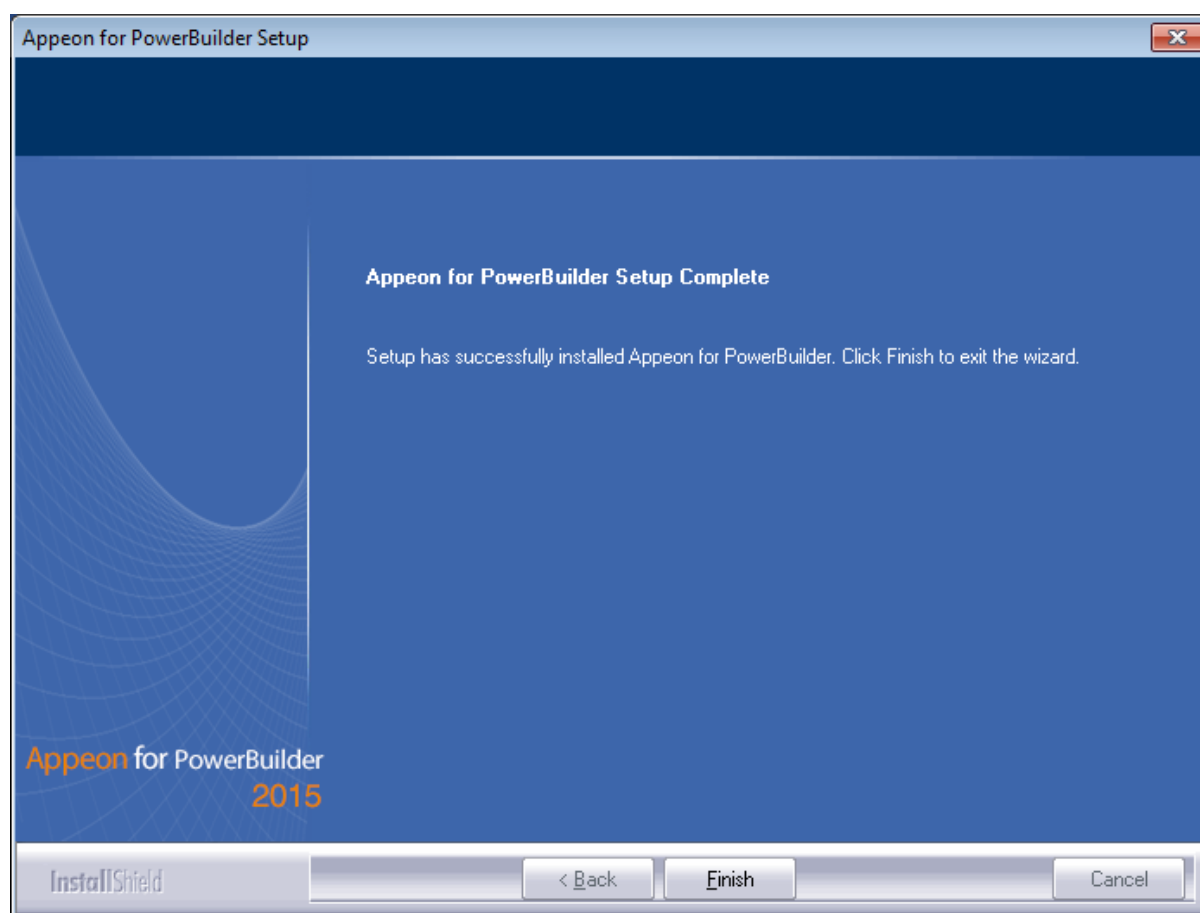 Appeon for PowerBuilder Setup
Appeon for PowerBuilder Setup Complete
Setup has successfully installed Appeon for PowerBuilder. Click Finish to exit the wizard.
Appeon for PowerBuilder
2015
InstallShield
< Back
Finish
Cancel